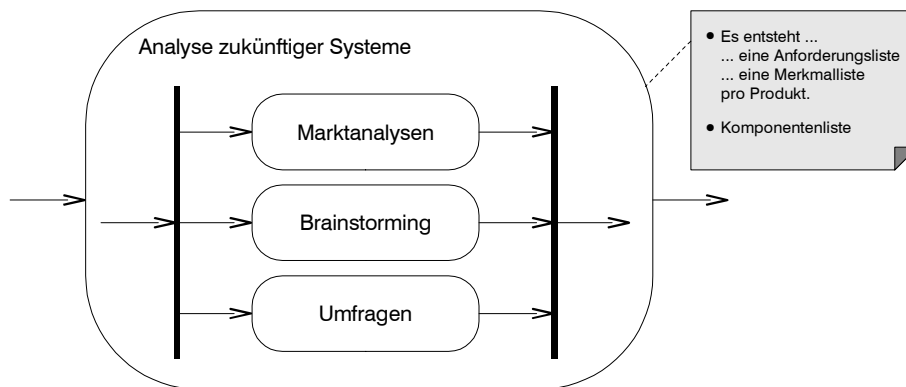 Analyse zukünftiger Systeme
Marktanalysen
Brainstorming
Umfragen
● Es entsteht ...
... eine Anforderungsliste
... eine Merkmalliste
pro Produkt.
● Komponentenliste